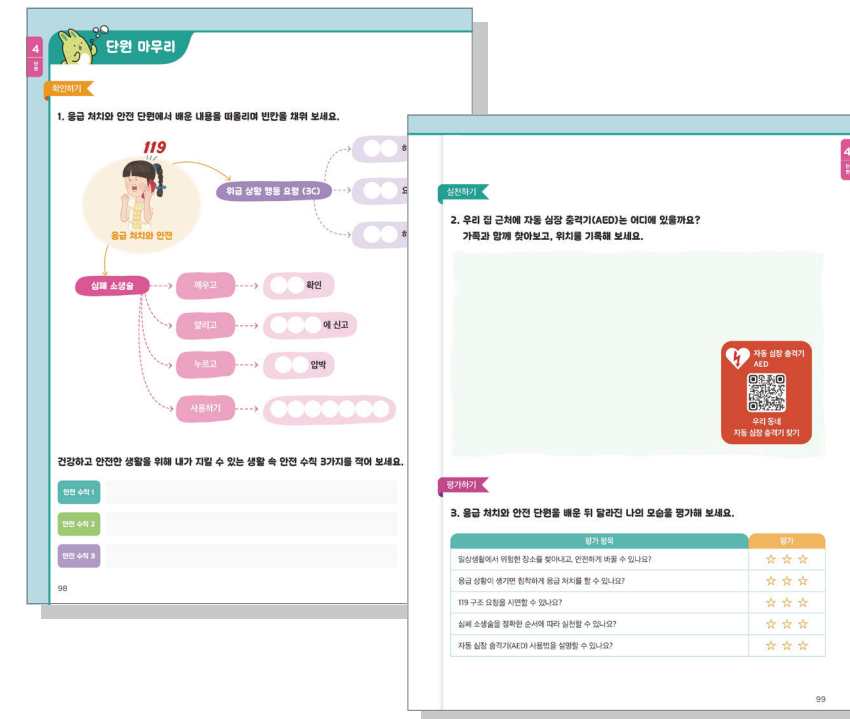 4
단원
단원 마무리
확인하기
1. 응급 처치와 안전 단원에서 배운 내용을 떠올리며 빈칸을 채워 보세요.
119
응급 처치와 안전
위급 상황 행동 요령 (3C)
심폐 소생술
깨우고
확인
알리고
에 신고
누르고
압박
사용하기
건강하고 안전한 생활을 위해 내가 지킬 수 있는 생활 속 안전 수칙 3가지를 적어 보세요.
안전 수칙 1
안전 수칙 2
안전 수칙 3
98
4
단원
실천하기
2. 우리 집 근처에 자동 심장 충격기(AED)는 어디에 있을까요?
가족과 함께 찾아보고, 위치를 기록해 보세요.
자동 심장 충격기
AED
우리 동네
자동 심장 충격기 찾기
평가하기
3. 응급 처치와 안전 단원을 배운 뒤 달라진 나의 모습을 평가해 보세요.
평가 항목
평가
일상생활에서 위험한 장소를 찾아내고, 안전하게 바꿀 수 있나요?
응급 상황이 생기면 침착하게 응급 처치를 할 수 있나요?
119 구조 요청을 시연할 수 있나요?
심폐 소생술을 정확한 순서에 따라 실천할 수 있나요?
자동 심장 충격기(AED) 사용법을 설명할 수 있나요?
99